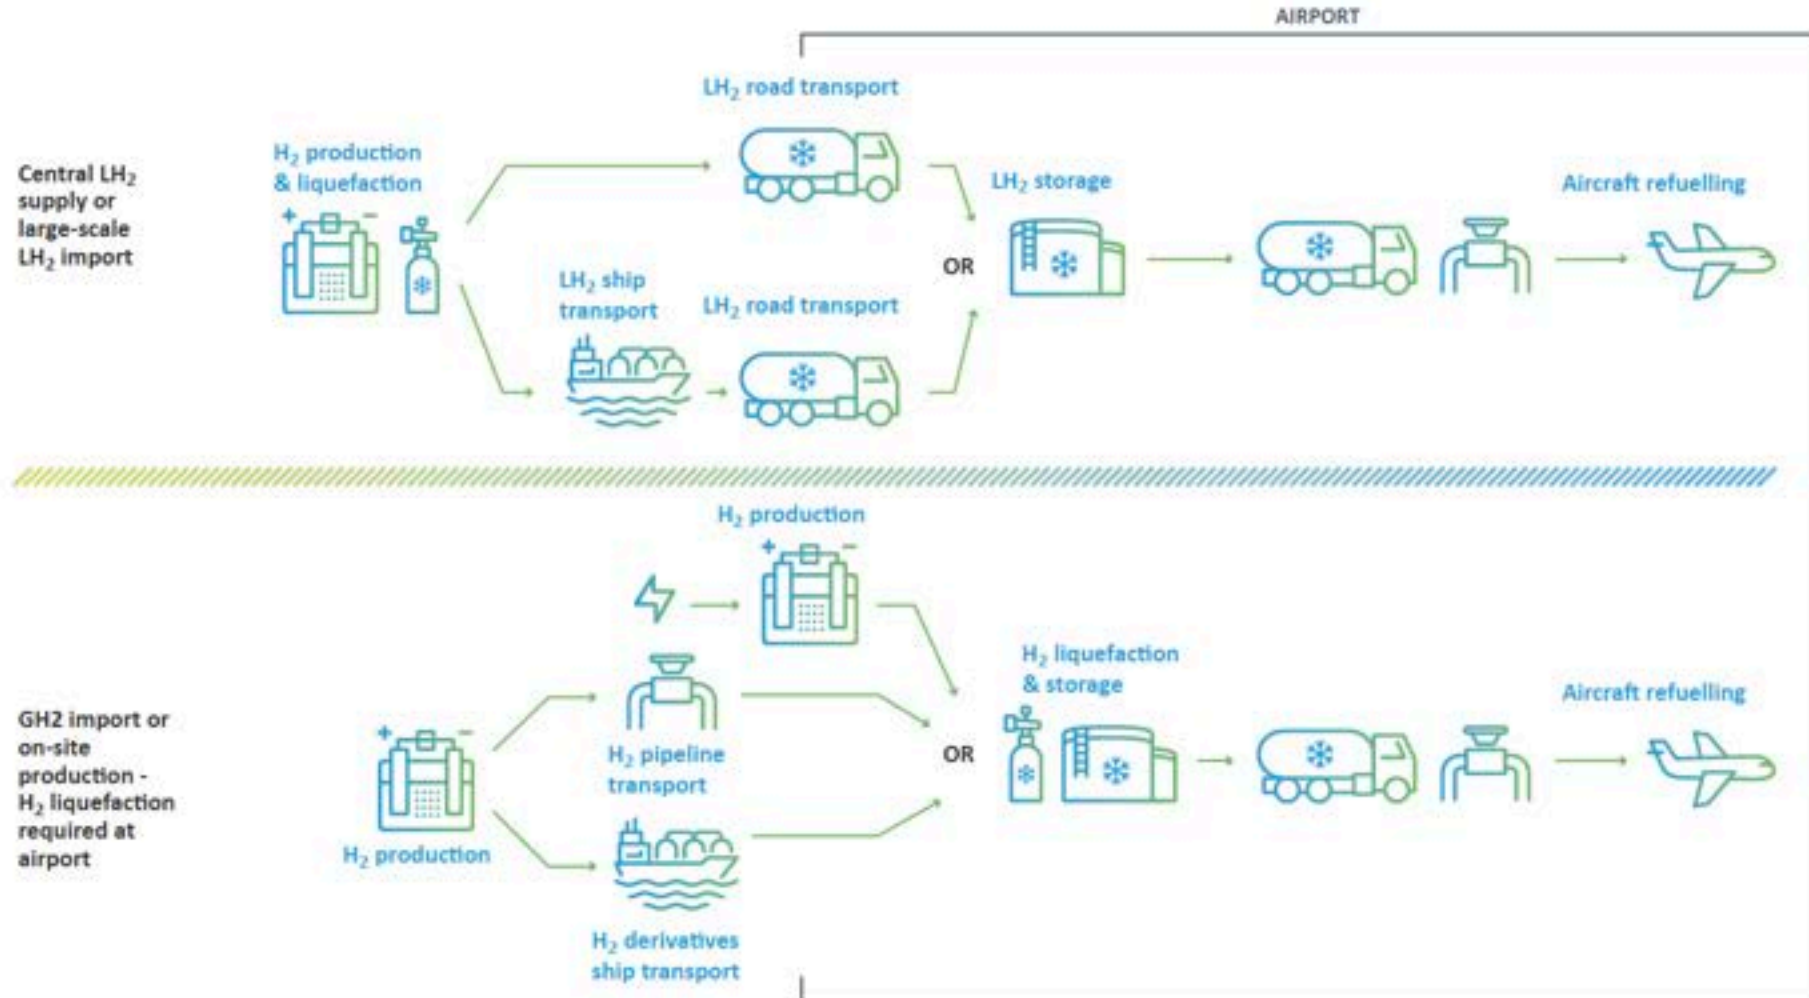 AIRPORT
LH₂ road transport
H₂ production
& liquefaction
Central LH₂
supply or
large-scale
LH₂ import
LH₂ storage
Aircraft refuelling
OR
LH₂ ship
transport
LH₂ road transport
H₂ production
H₂ liquefaction
& storage
Aircraft refuelling
GH2 import or
on-site
production -
H₂ liquefaction
required at
airport
OR
H₂ pipeline
transport
H₂ production
H₂ derivatives
ship transport